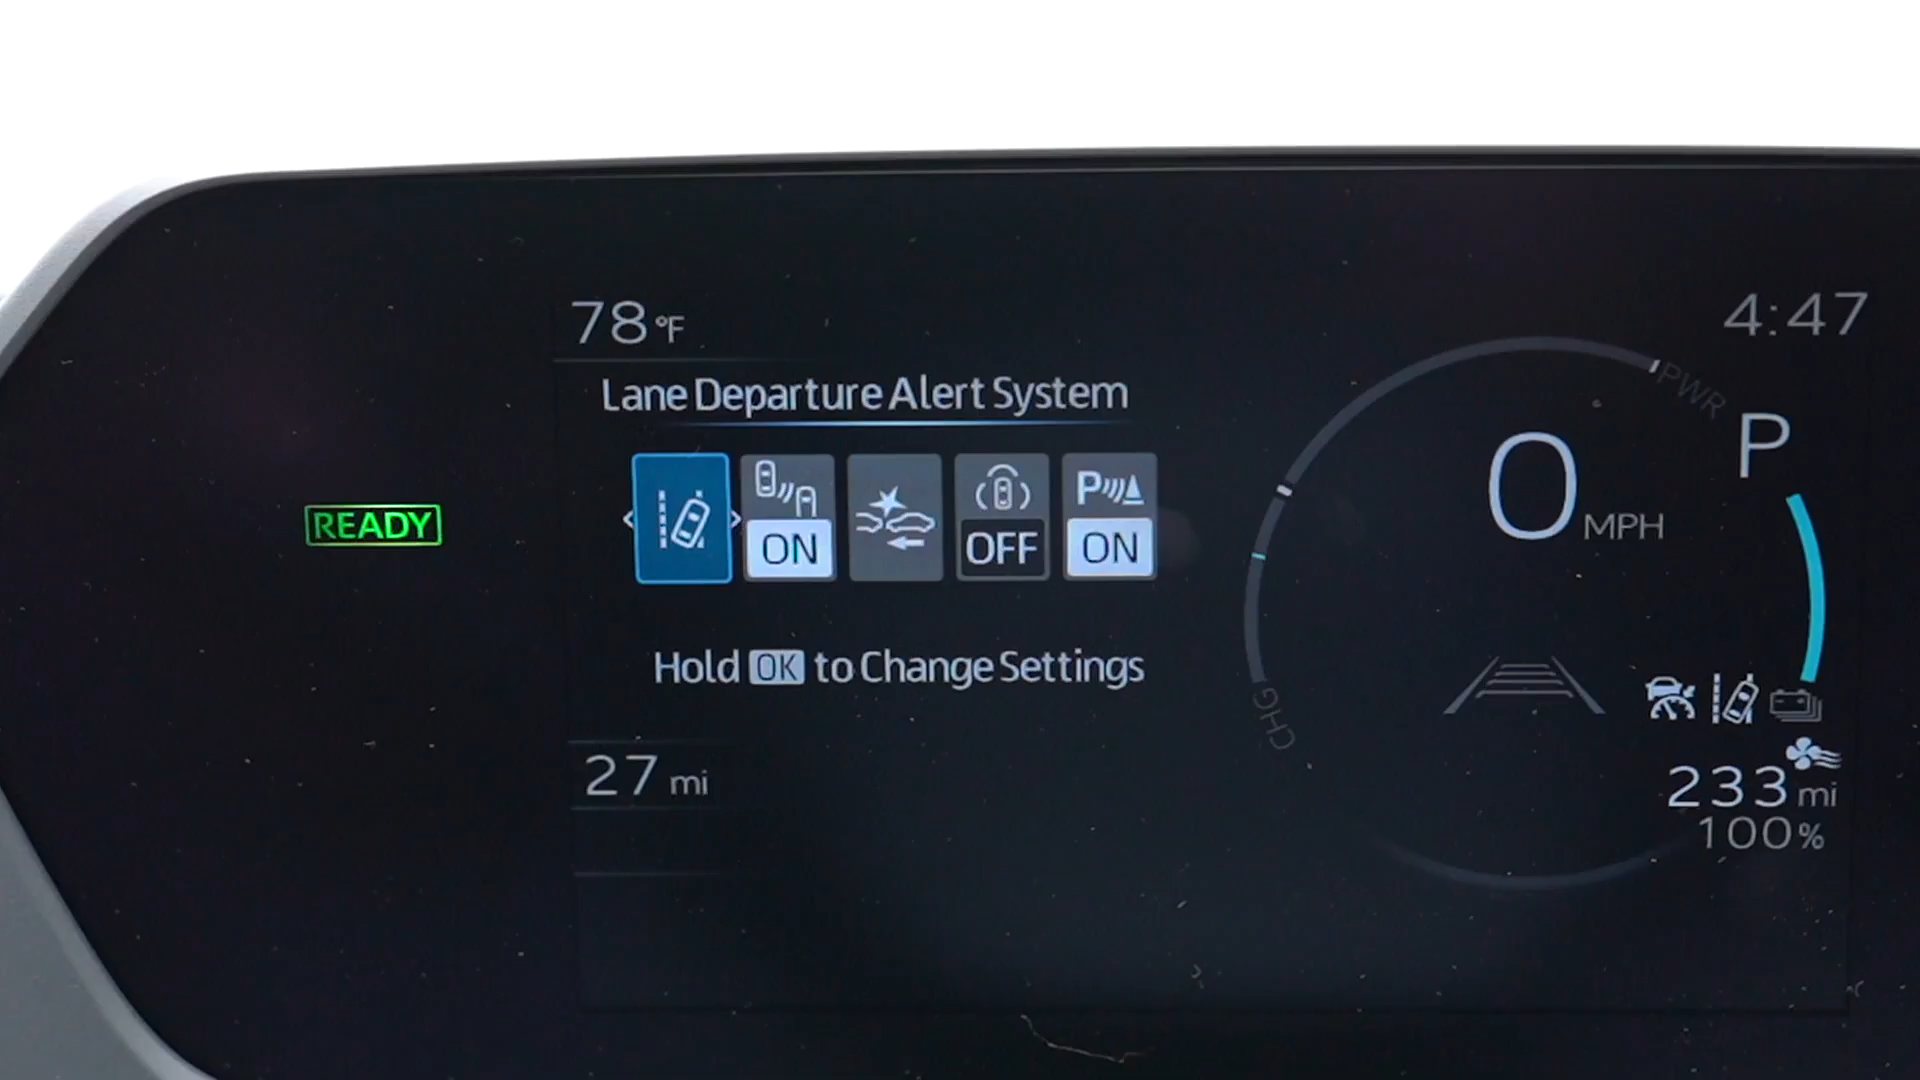 78°F
4:47
Lane Departure Alert System
PWR
P
0 MPH
READY
P
ON
OFF
ON
Hold OK to Change Settings
CHG
27 mi
233 mi
100%